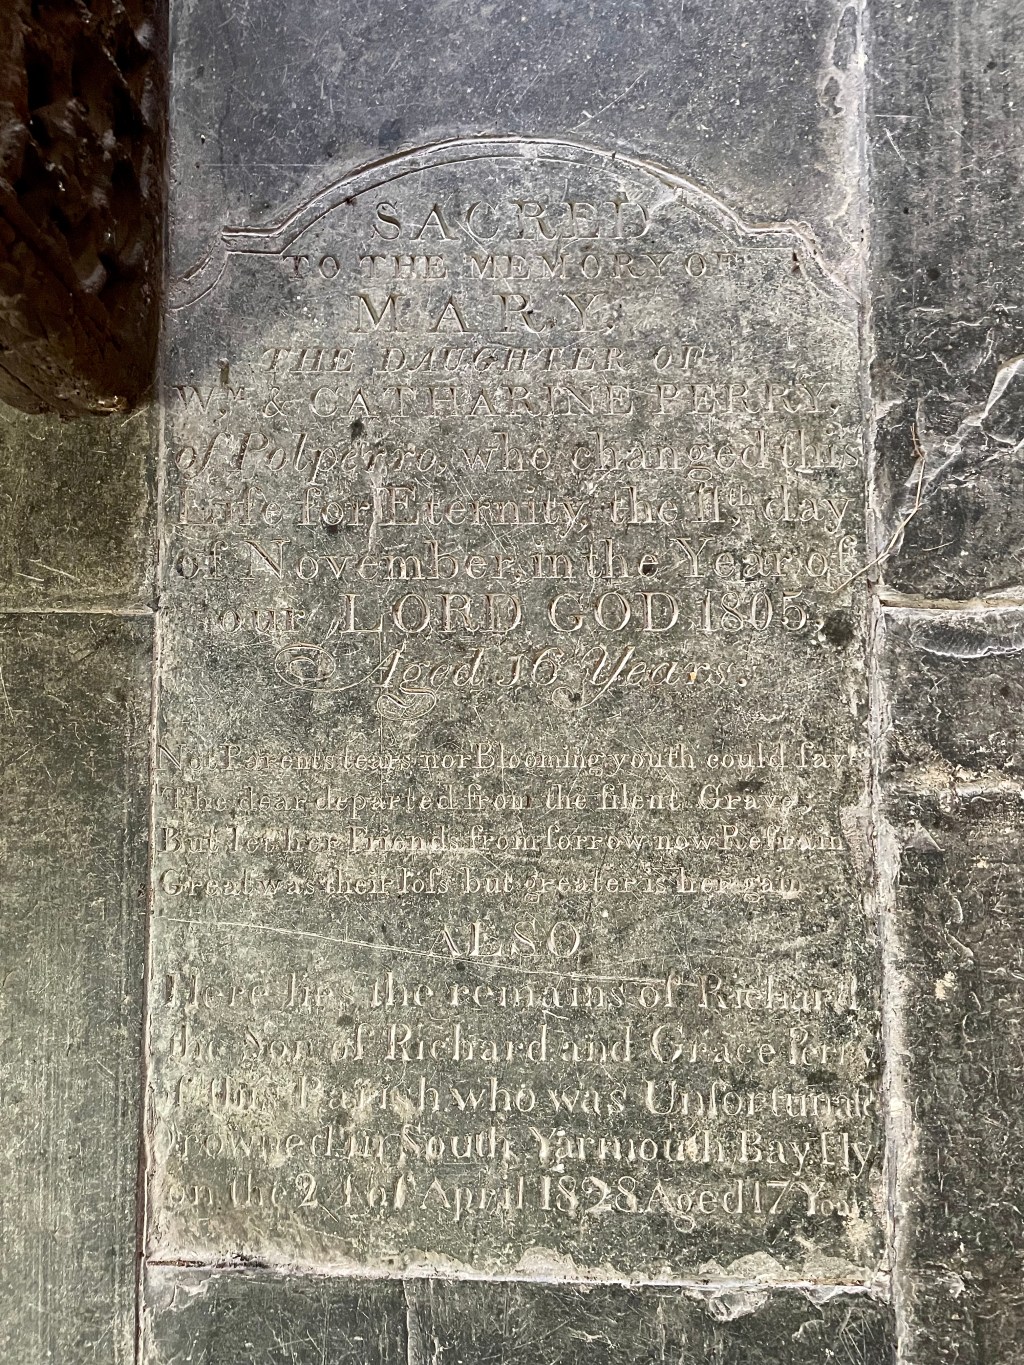 SACRED
TO THE MEMORY OF
MARY,
THE DAUGHTER OF
Wᴹ & CATHARINE PERRY,
of Polperro, who changed this
Life for Eternity, the 11th, day
of November, in the Year of
our LORD GOD 1805,
Aged 16 Years,
Not Parents tears nor Blooming youth could ſave
The dear departed from the ſilent Grave,
But let her Friends from ſorrow now Refrain
Great was their loſs but greater is her gain
ALSO
Here lies the remains of Richard
the Son of Richard and Grace Perry
of this Pariſh who was Unfortunate
Drowned in South Yarmouth Bay
on the 2 of April 1828 Aged 17